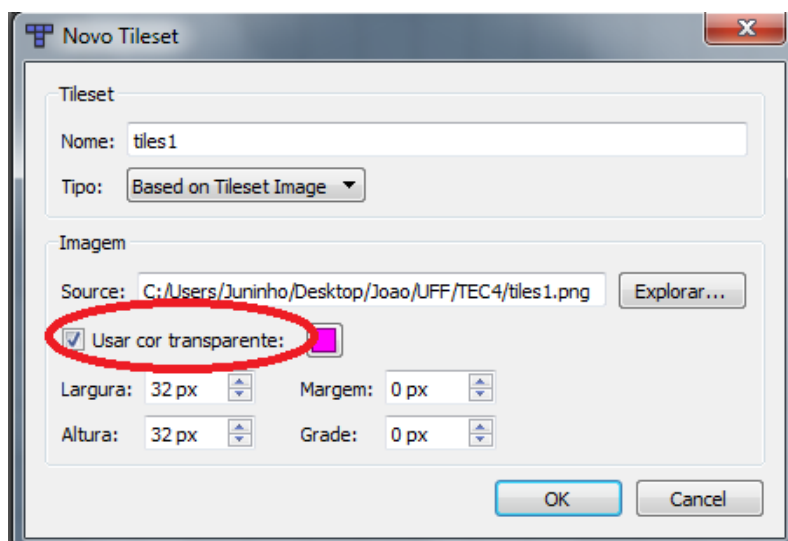 Novo Tileset
Tileset
Nome: tiles1
Tipo: Based on Tileset Image
Imagem
Source: C:/Users/Juninho/Desktop/Joao/UFF/TEC4/tiles1.png Explorar...
Usar cor transparente:
Largura: 32 px Margem: 0 px
Altura: 32 px Grade: 0 px
OK Cancel